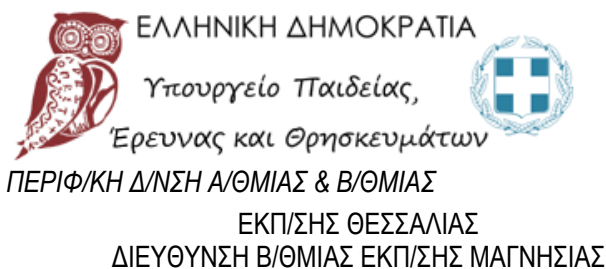 ΕΛΛΗΝΙΚΗ ΔΗΜΟΚΡΑΤΙΑ
Υπουργείο Παιδείας,
Έρευνας και Θρησκευμάτων
ΠΕΡΙΦ/ΚΗ Δ/ΝΣΗ Α/ΘΜΙΑΣ & Β/ΘΜΙΑΣ
ΕΚΠ/ΣΗΣ ΘΕΣΣΑΛΙΑΣ
ΔΙΕΥΘΥΝΣΗ Β/ΘΜΙΑΣ ΕΚΠ/ΣΗΣ ΜΑΓΝΗΣΙΑΣ